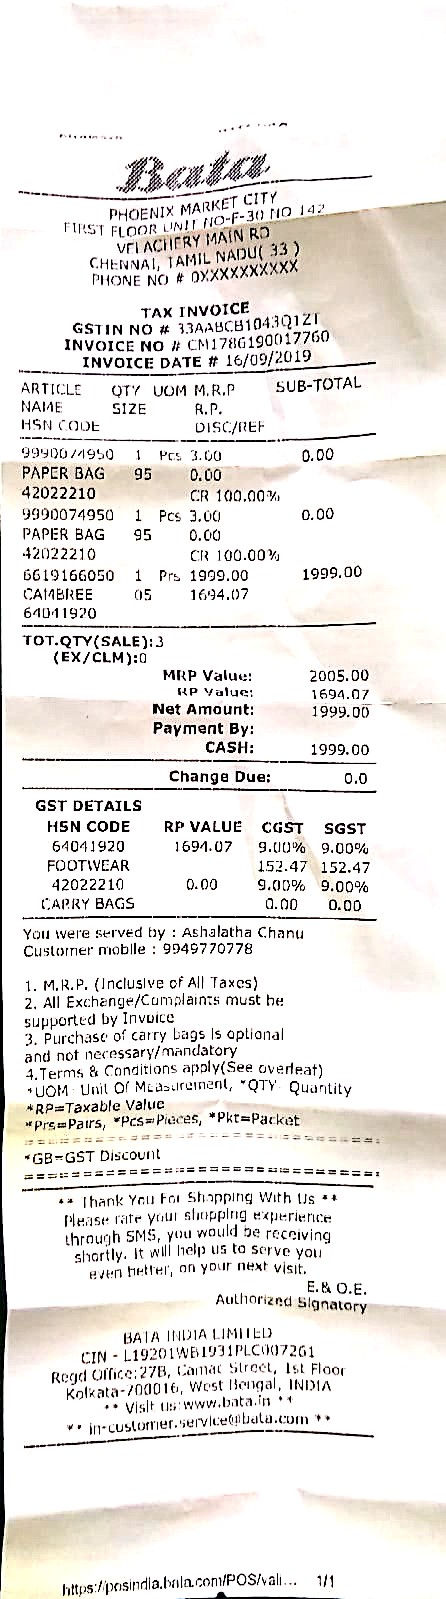 Bata
PHOENIX MARKET CITY
FIRST FLOOR UNIT NO-F-30 NO 142
VELACHERY MAIN RD
CHENNAI, TAMIL NADU( 33 )
PHONE NO # 0XXXXXXXXXX
TAX INVOICE
GSTIN NO # 33AABCB1043Q1ZI
INVOICE NO # CM1786190017760
INVOICE DATE # 16/09/2019
ARTICLE QTY UOM M.R.P SUB-TOTAL
NAME SIZE R.P.
HSN CODE DISC/REF
9990074950 1 Pcs 3.00 0.00
PAPER BAG 95 0.00
42022210 CR 100.00%
9990074950 1 Pcs 3.00 0.00
PAPER BAG 95 0.00
42022210 CR 100.00%
6619166050 1 Prs 1999.00 1999.00
CAMBREE 05 1694.07
64041920
TOT.QTY(SALE):3
(EX/CLM):0
MRP Value: 2005.00
RP Value: 1694.07
Net Amount: 1999.00
Payment By:
CASH: 1999.00
Change Due: 0.0
GST DETAILS
HSN CODE RP VALUE CGST SGST
64041920 1694.07 9.00% 9.00%
FOOTWEAR 152.47 152.47
42022210 0.00 9.00% 9.00%
CARRY BAGS 0.00 0.00
You were served by : Ashalatha Chanu
Customer mobile : 9949770778
1. M.R.P. (Inclusive of All Taxes)
2. All Exchange/Complaints must be
supported by Invoice
3. Purchase of carry bags is optional
and not necessary/mandatory
4.Terms & Conditions apply(See overleaf)
*UOM Unit Of Measurement, *QTY Quantity
*RP=Taxable Value
*Prs=Pairs, *Pcs=Pieces, *Pkt=Packet
*GB=GST Discount
** Thank You For Shopping With Us **
Please rate your shopping experience
through SMS, you would be receiving
shortly. It will help us to serve you
even better, on your next visit.
E.& O.E.
Authorized Signatory
BATA INDIA LIMITED
CIN - L19201WB1931PLC007261
Regd Office:27B, Camac Street, 1st Floor
Kolkata-700016, West Bengal, INDIA
** Visit us:www.bata.in **
** in-customer.service@bata.com **
https://posindia.bata.com/POS/vali... 1/1